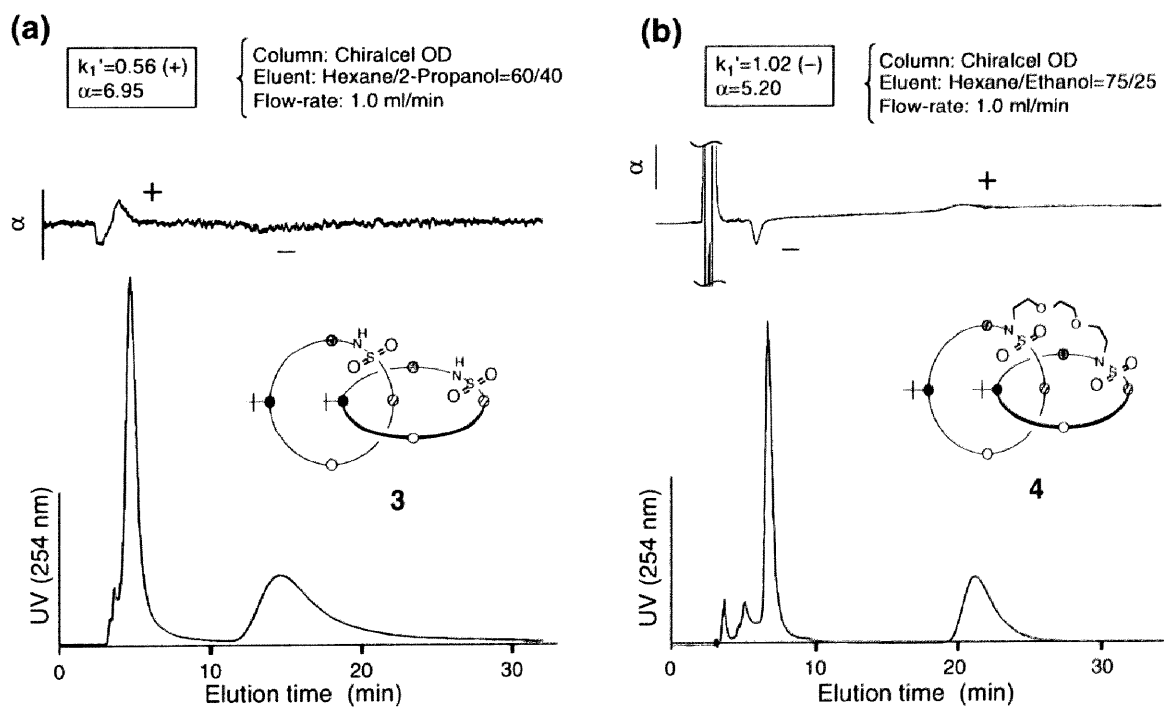 (a)
k₁'=0.56 (+)
α=6.95
Column: Chiralcel OD
Eluent: Hexane/2-Propanol=60/40
Flow-rate: 1.0 ml/min
α
+
−
H
N
S
O
O
H
N
S
O
O
3
UV (254 nm)
0
10
20
30
Elution time (min)
(b)
k₁'=1.02 (−)
α=5.20
Column: Chiralcel OD
Eluent: Hexane/Ethanol=75/25
Flow-rate: 1.0 ml/min
α
+
−
O
O
N
S
O
O
N
S
O
O
4
UV (254 nm)
0
10
20
30
Elution time (min)